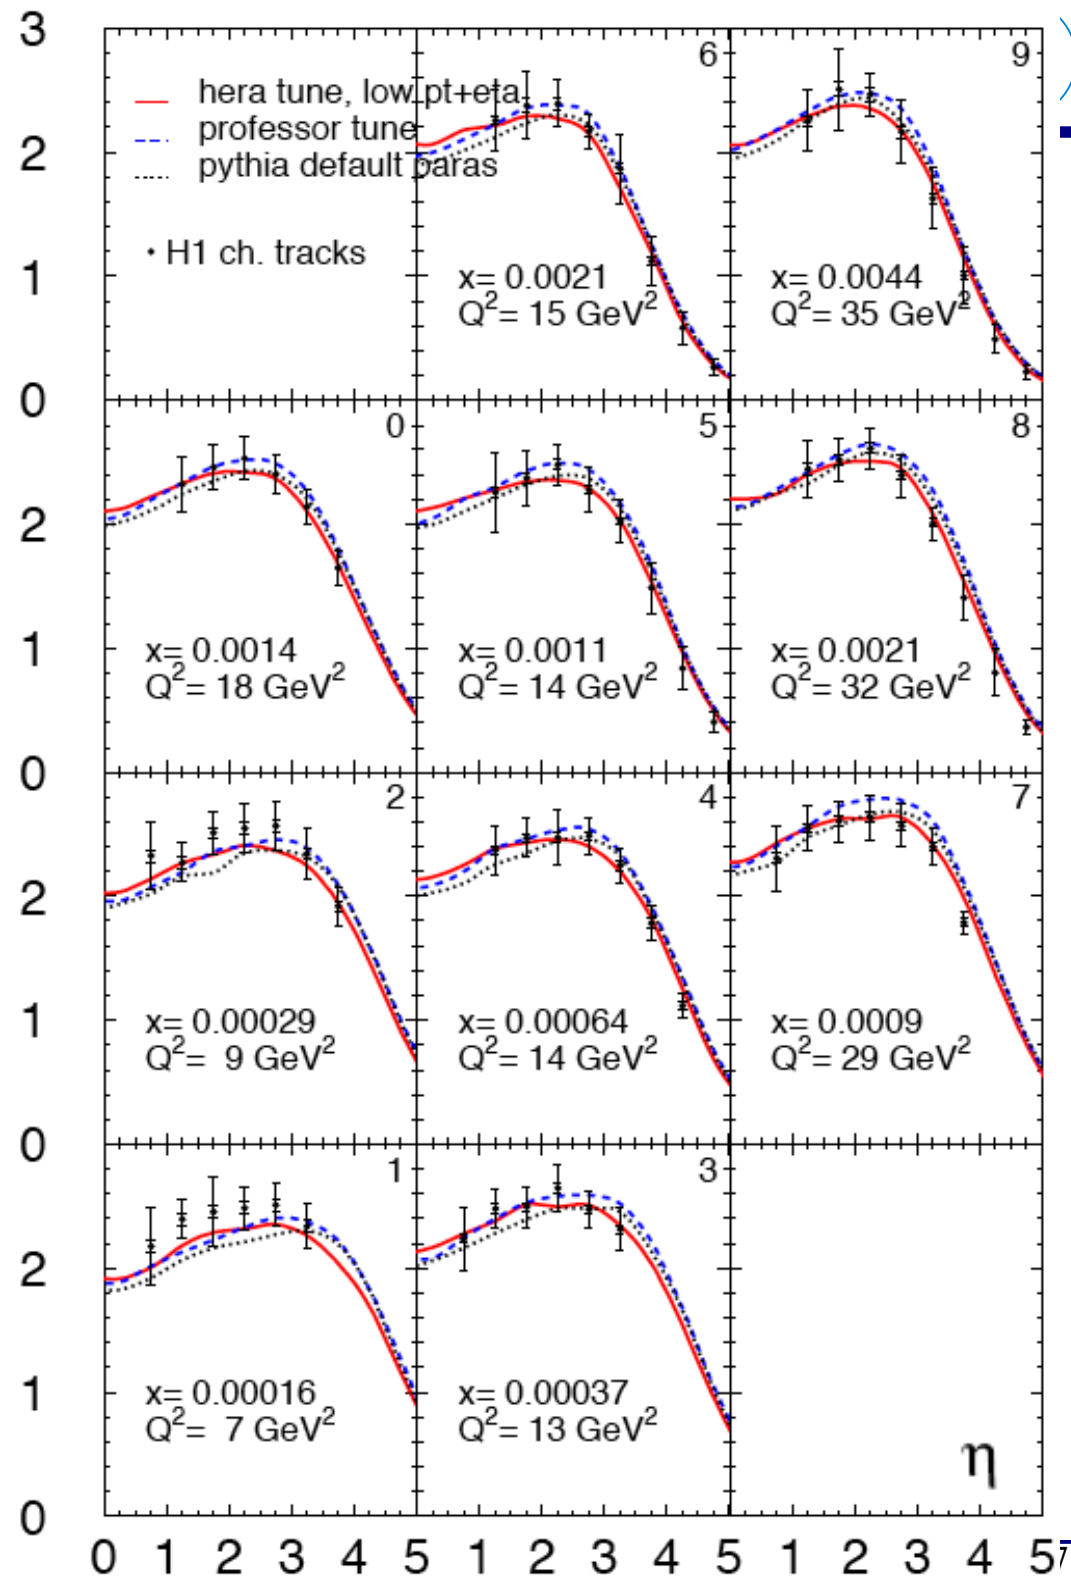 3
6
9
hera tune, low pt+eta
professor tune
pythia default paras
2
H1 ch. tracks
1
x= 0.0021
Q²= 15 GeV²
x= 0.0044
Q²= 35 GeV²
0
0
5
8
2
1
x= 0.0014
Q²= 18 GeV²
x= 0.0011
Q²= 14 GeV²
x= 0.0021
Q²= 32 GeV²
0
2
4
7
2
1
x= 0.00029
Q²= 9 GeV²
x= 0.00064
Q²= 14 GeV²
x= 0.0009
Q²= 29 GeV²
0
1
3
2
1
x= 0.00016
Q²= 7 GeV²
x= 0.00037
Q²= 13 GeV²
η
0
0 1 2 3 5 1 2 3 4 5 1 2 3 4 5
7